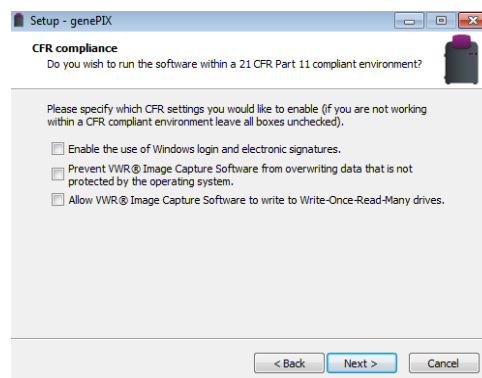 Setup - genePIX
CFR compliance
Do you wish to run the software within a 21 CFR Part 11 compliant environment?
Please specify which CFR settings you would like to enable (if you are not working
within a CFR compliant environment leave all boxes unchecked).
Enable the use of Windows login and electronic signatures.
Prevent VWR® Image Capture Software from overwriting data that is not
protected by the operating system.
Allow VWR® Image Capture Software to write to Write-Once-Read-Many drives.
< Back Next > Cancel